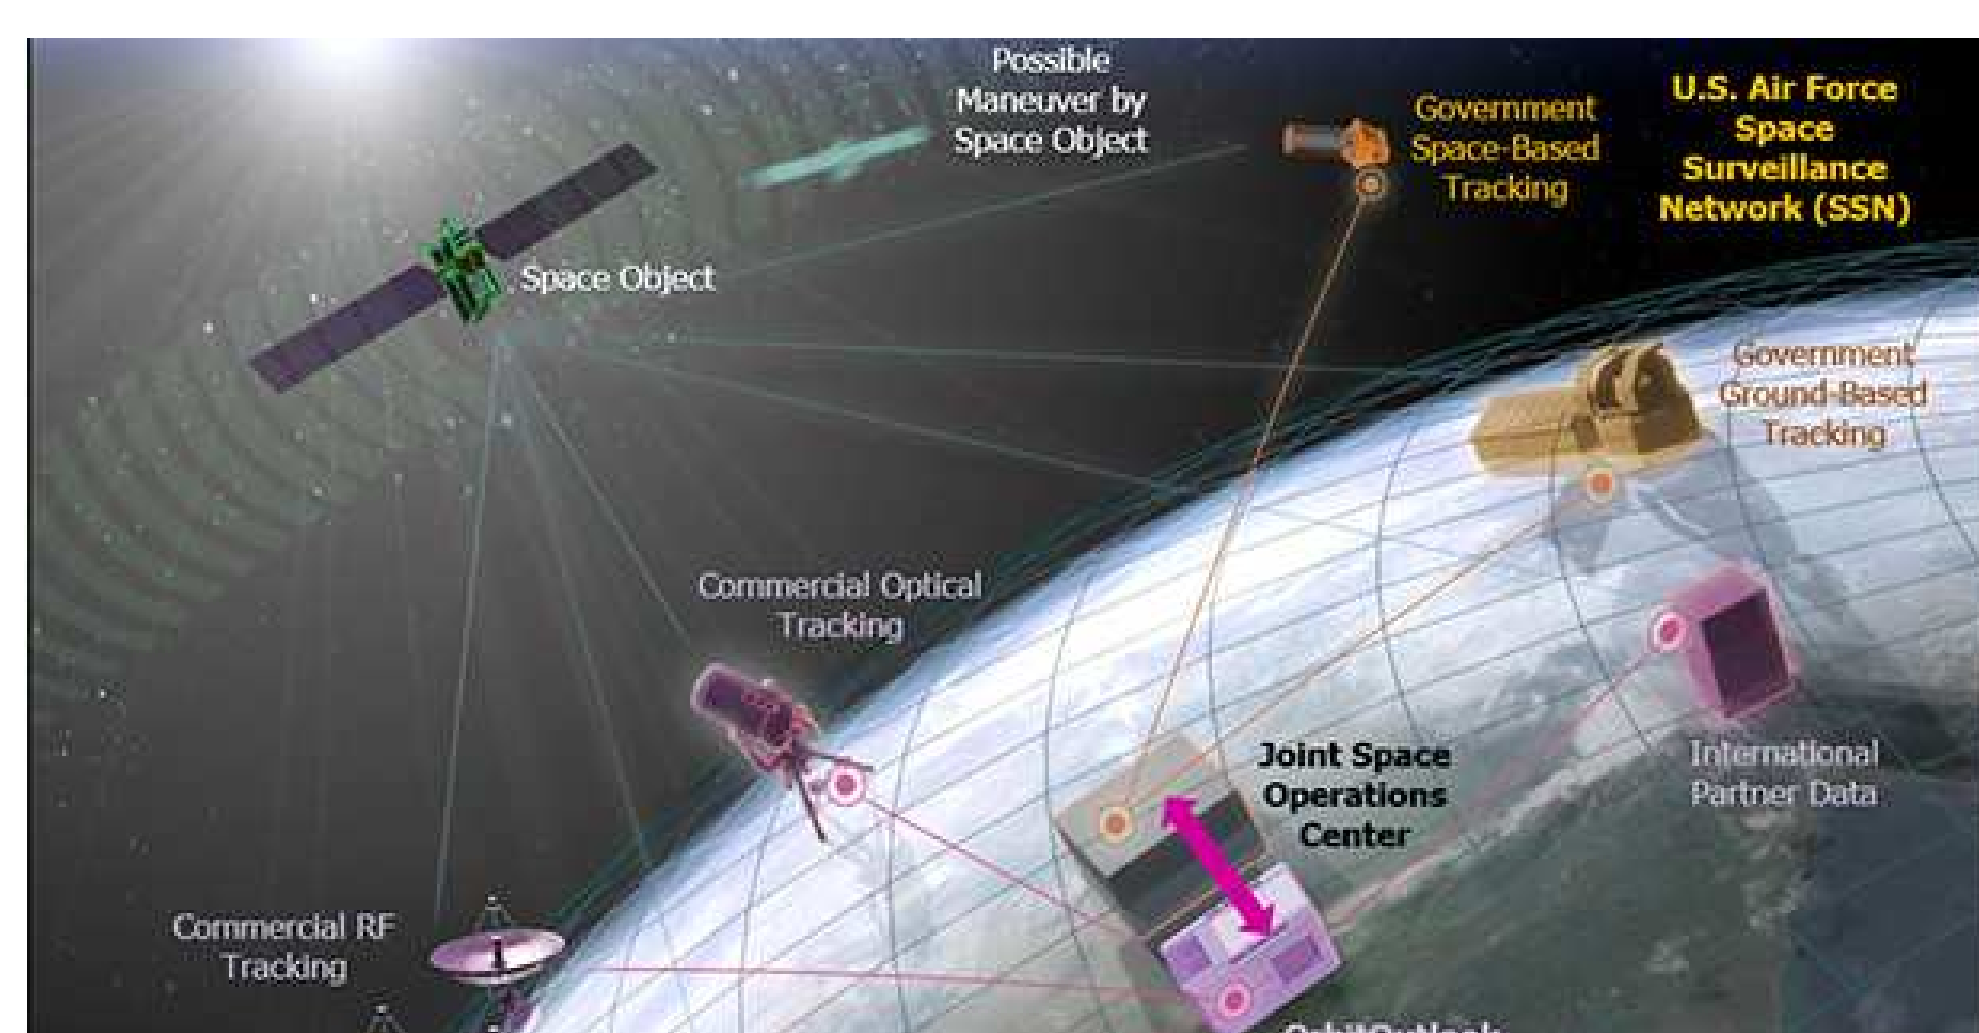 Possible
Maneuver by
Space Object
Government
Space-Based
Tracking
U.S. Air Force
Space
Surveillance
Network (SSN)
Space Object
Government
Ground-Based
Tracking
Commercial Optical
Tracking
Joint Space
Operations
Center
International
Partner Data
Commercial RF
Tracking
OrbitOutlook